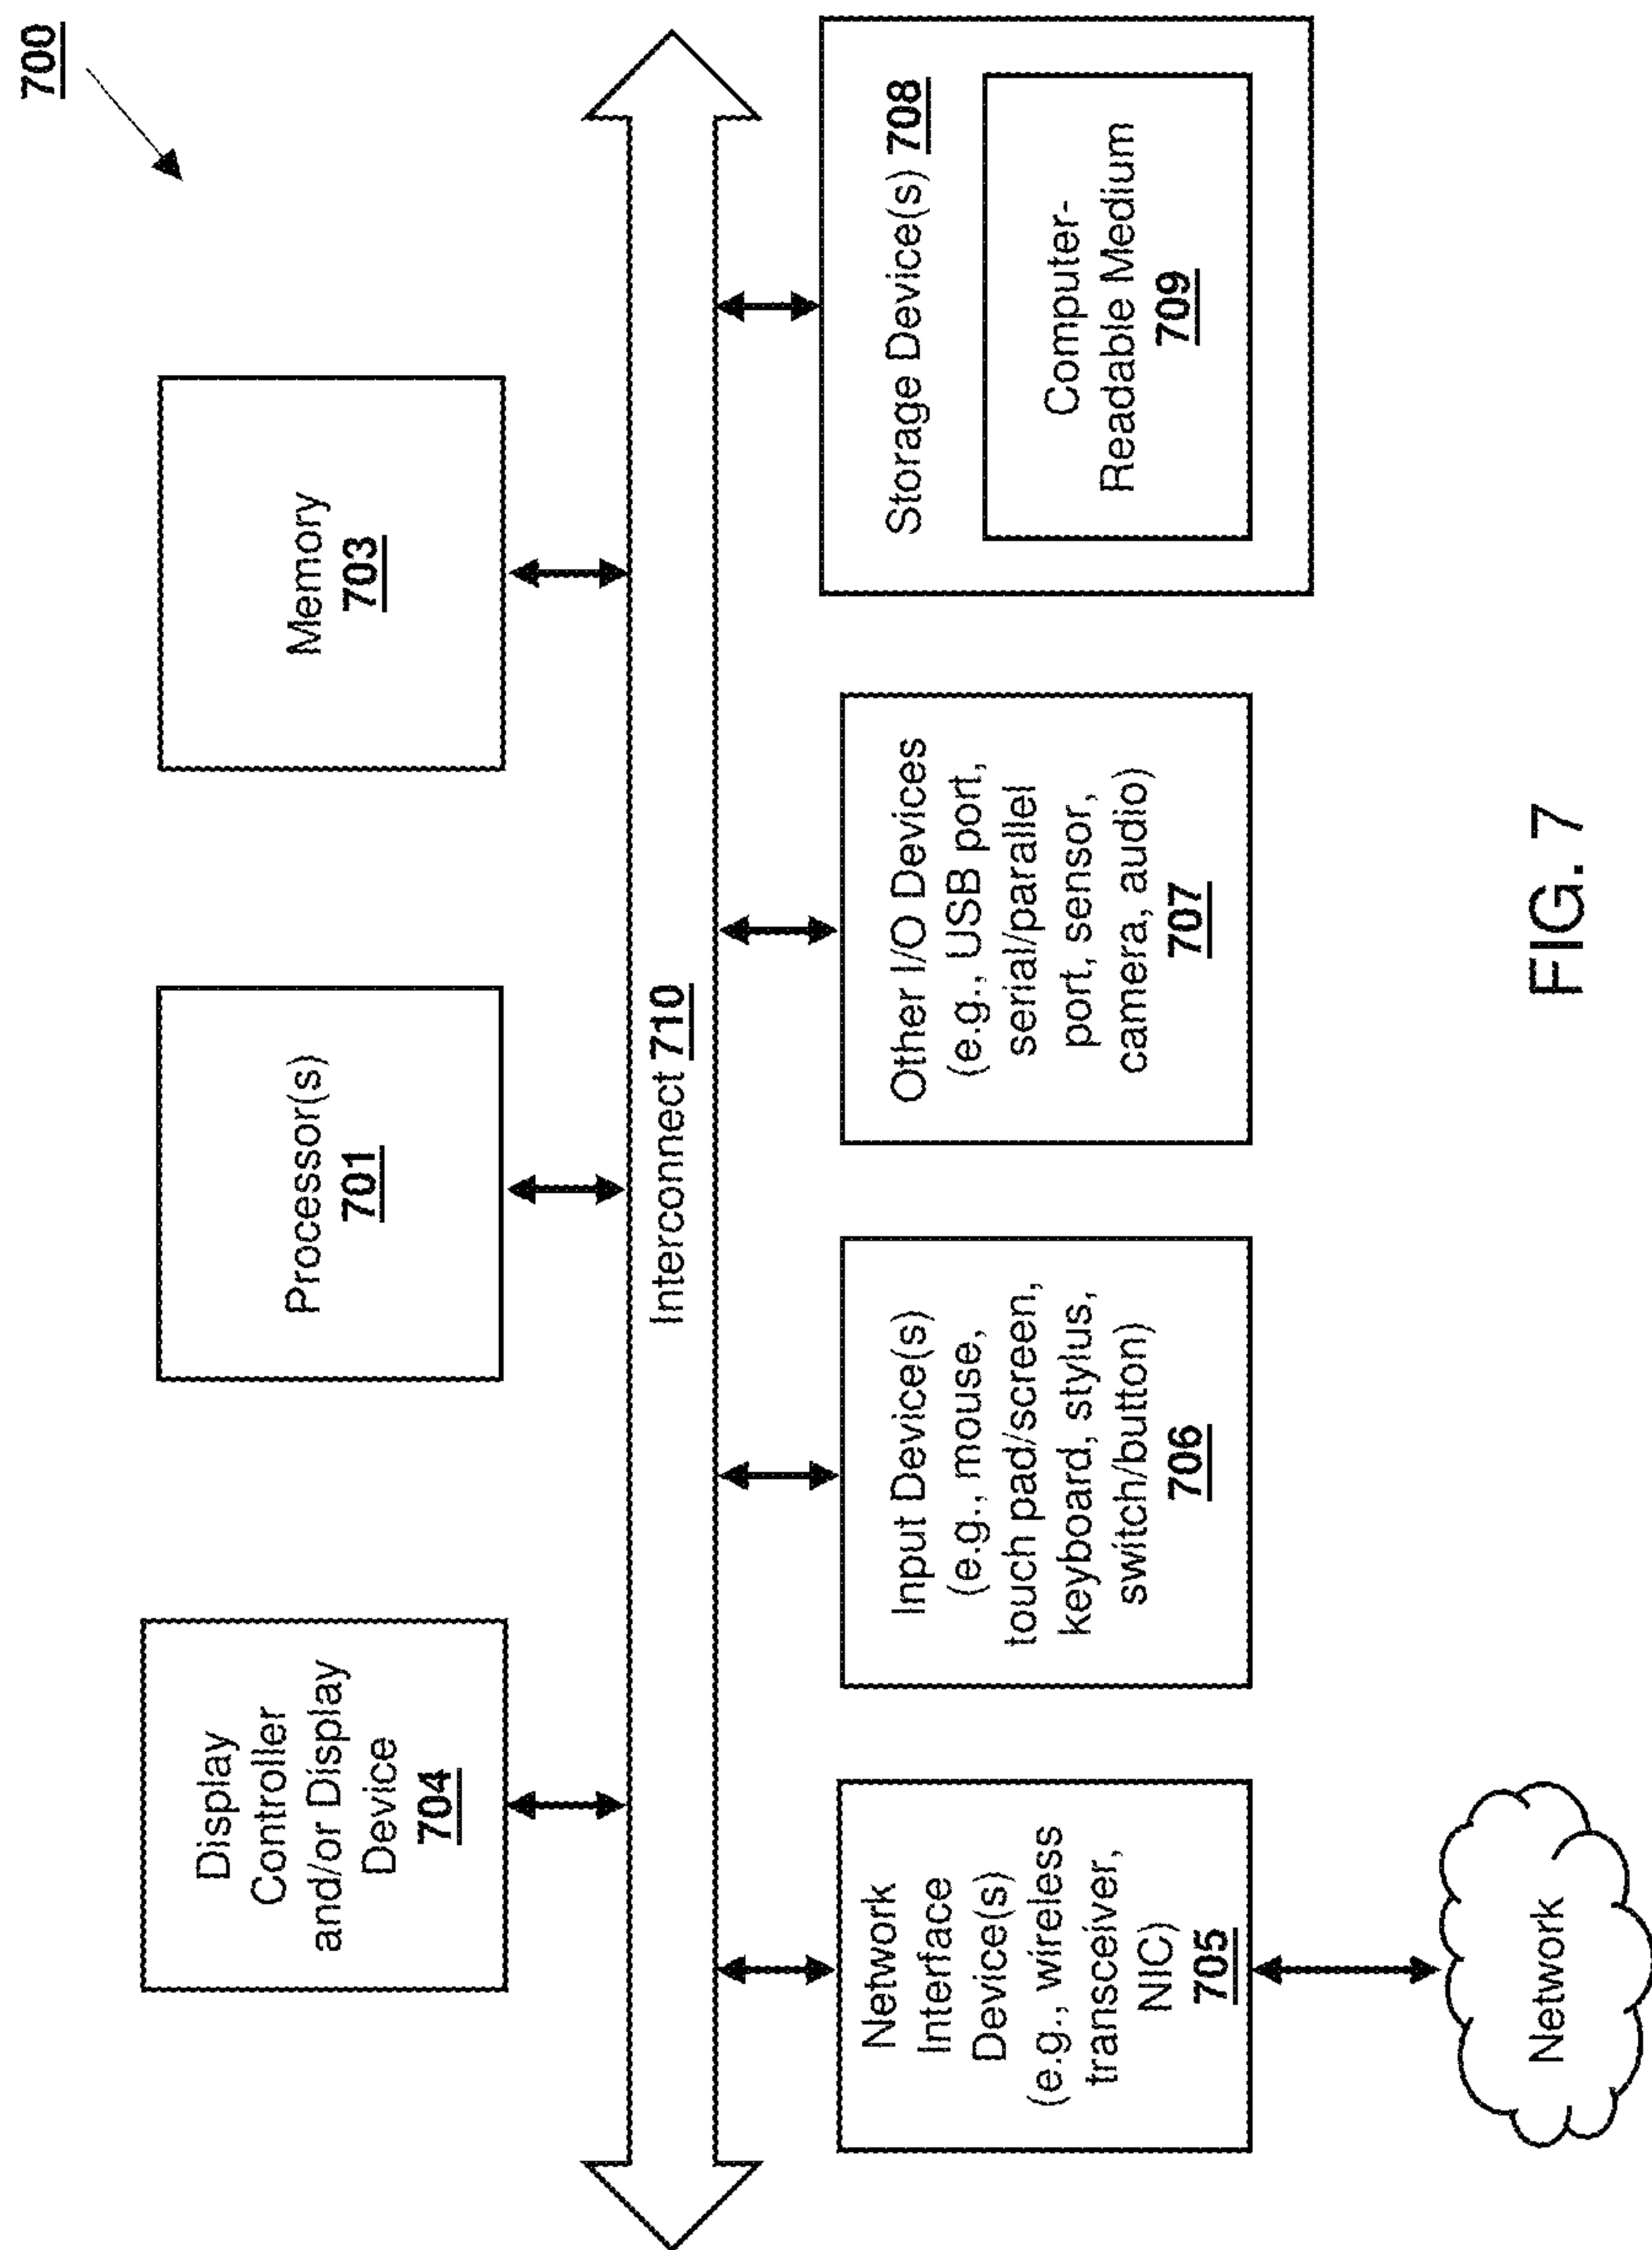 700
Display
Controller
and/or Display
Device
704
Processor(s)
701
Memory
703
Interconnect 710
Network
Interface
Device(s)
(e.g., wireless
transceiver,
NIC)
705
Input Device(s)
(e.g., mouse,
touch pad/screen,
keyboard, stylus,
switch/button)
706
Other I/O Devices
(e.g., USB port,
serial/parallel
port, sensor,
camera, audio)
707
Storage Device(s) 708
Computer-
Readable Medium
709
Network
FIG. 7